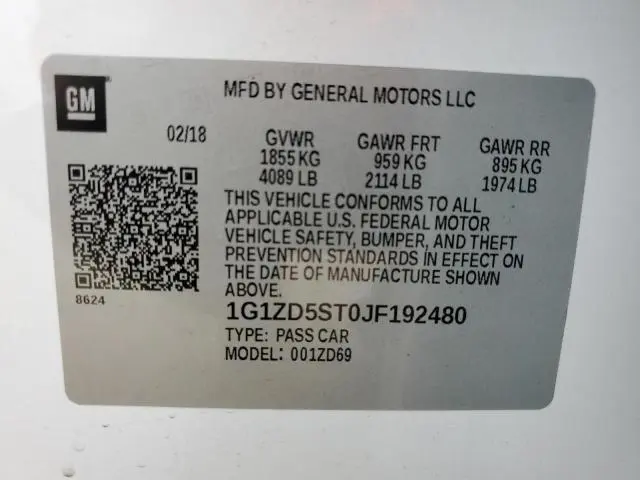 GM
MFD BY GENERAL MOTORS LLC
02/18 GVWR GAWR FRT GAWR RR
1855 KG 959 KG 895 KG
4089 LB 2114 LB 1974 LB
THIS VEHICLE CONFORMS TO ALL
APPLICABLE U.S. FEDERAL MOTOR
VEHICLE SAFETY, BUMPER, AND THEFT
PREVENTION STANDARDS IN EFFECT ON
THE DATE OF MANUFACTURE SHOWN
ABOVE.
8624
1G1ZD5ST0JF192480
TYPE: PASS CAR
MODEL: 001ZD69